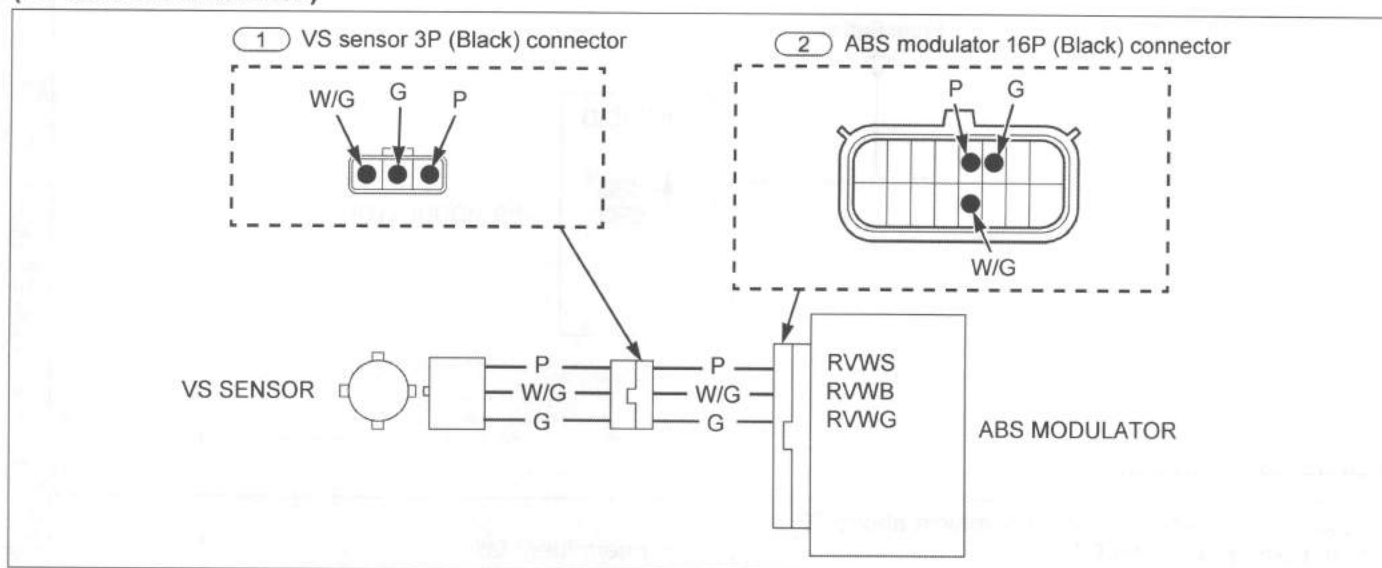 1 VS sensor 3P (Black) connector
2 ABS modulator 16P (Black) connector
W/G G P
P G
W/G
VS SENSOR
P P RVWS
W/G W/G RVWB
G G RVWG
ABS MODULATOR